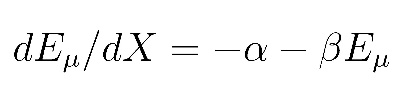 dE_μ/dX = −α − βE_μ